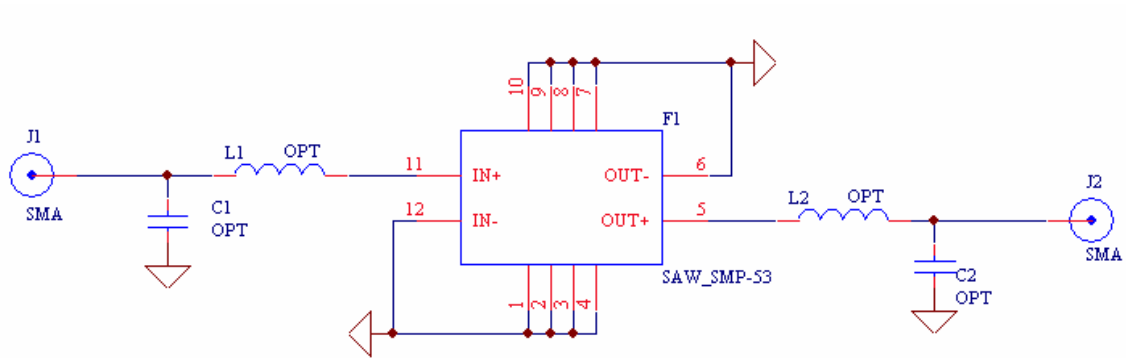 J1
SMA
C1
OPT
L1 OPT
10
9
8
7
11
12
IN+
IN-
OUT-
OUT+
F1
6
5
1
2
3
4
SAW_SMP-53
L2 OPT
C2
OPT
J2
SMA